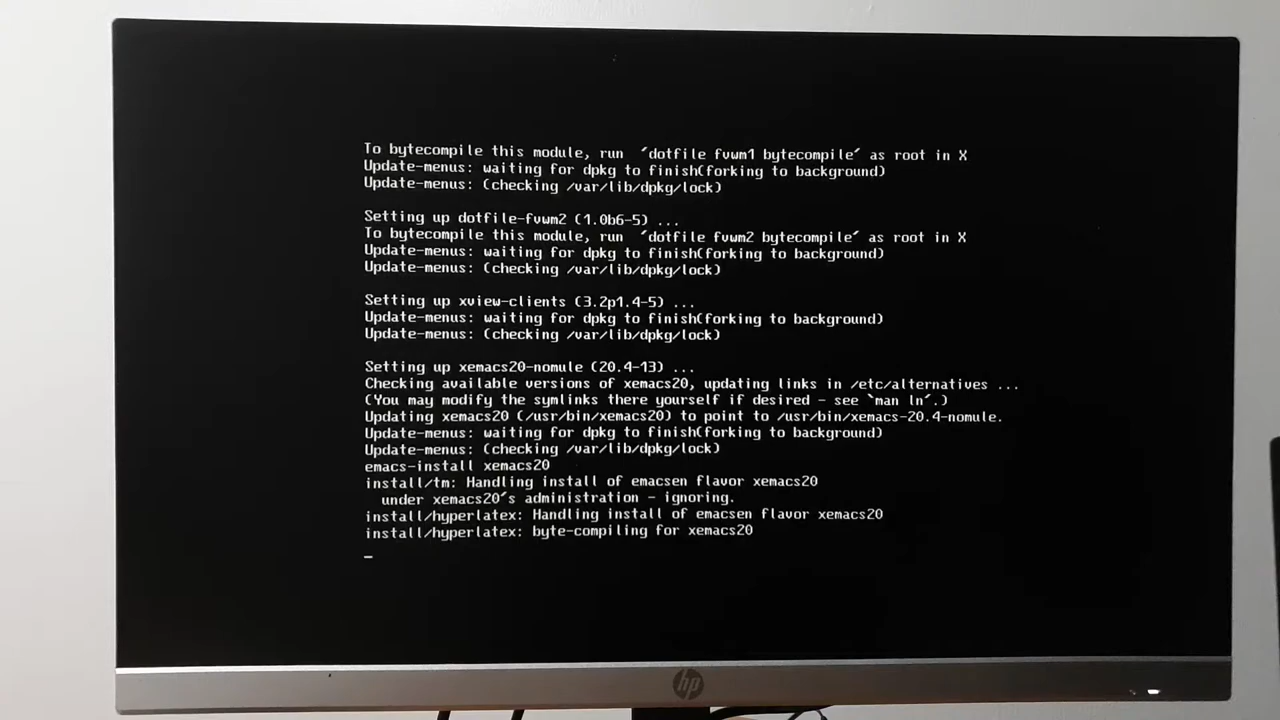 To bytecompile this module, run  ´dotfile fvwm1 bytecompile´ as root in X
Update-menus: waiting for dpkg to finish(forking to background)
Update-menus: (checking /var/lib/dpkg/lock)
Setting up dotfile-fvwm2 (1.0b6-5) ...
To bytecompile this module, run  ´dotfile fvwm2 bytecompile´ as root in X
Update-menus: waiting for dpkg to finish(forking to background)
Update-menus: (checking /var/lib/dpkg/lock)
Setting up xview-clients (3.2p1.4-5) ...
Update-menus: waiting for dpkg to finish(forking to background)
Update-menus: (checking /var/lib/dpkg/lock)
Setting up xemacs20-nomule (20.4-13) ...
Checking available versions of xemacs20, updating links in /etc/alternatives ...
(You may modify the symlinks there yourself if desired - see `man ln´.)
Updating xemacs20 (/usr/bin/xemacs20) to point to /usr/bin/xemacs-20.4-nomule.
Update-menus: waiting for dpkg to finish(forking to background)
Update-menus: (checking /var/lib/dpkg/lock)
emacs-install xemacs20
install/tm: Handling install of emacsen flavor xemacs20
  under xemacs20´s administration - ignoring.
install/hyperlatex: Handling install of emacsen flavor xemacs20
install/hyperlatex: byte-compiling for xemacs20
_
hp